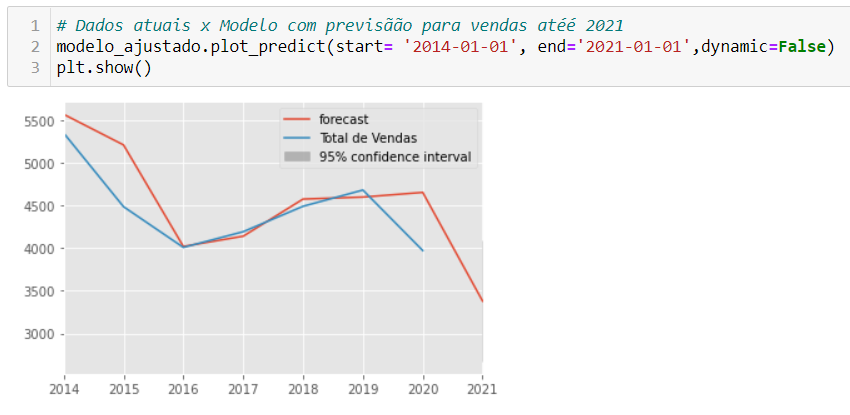 1 # Dados atuais x Modelo com previsãão para vendas atéé 2021
2 modelo_ajustado.plot_predict(start= '2014-01-01', end='2021-01-01',dynamic=False)
3 plt.show()
forecast
Total de Vendas
95% confidence interval
5500
5000
4500
4000
3500
3000
2014 2015 2016 2017 2018 2019 2020 2021